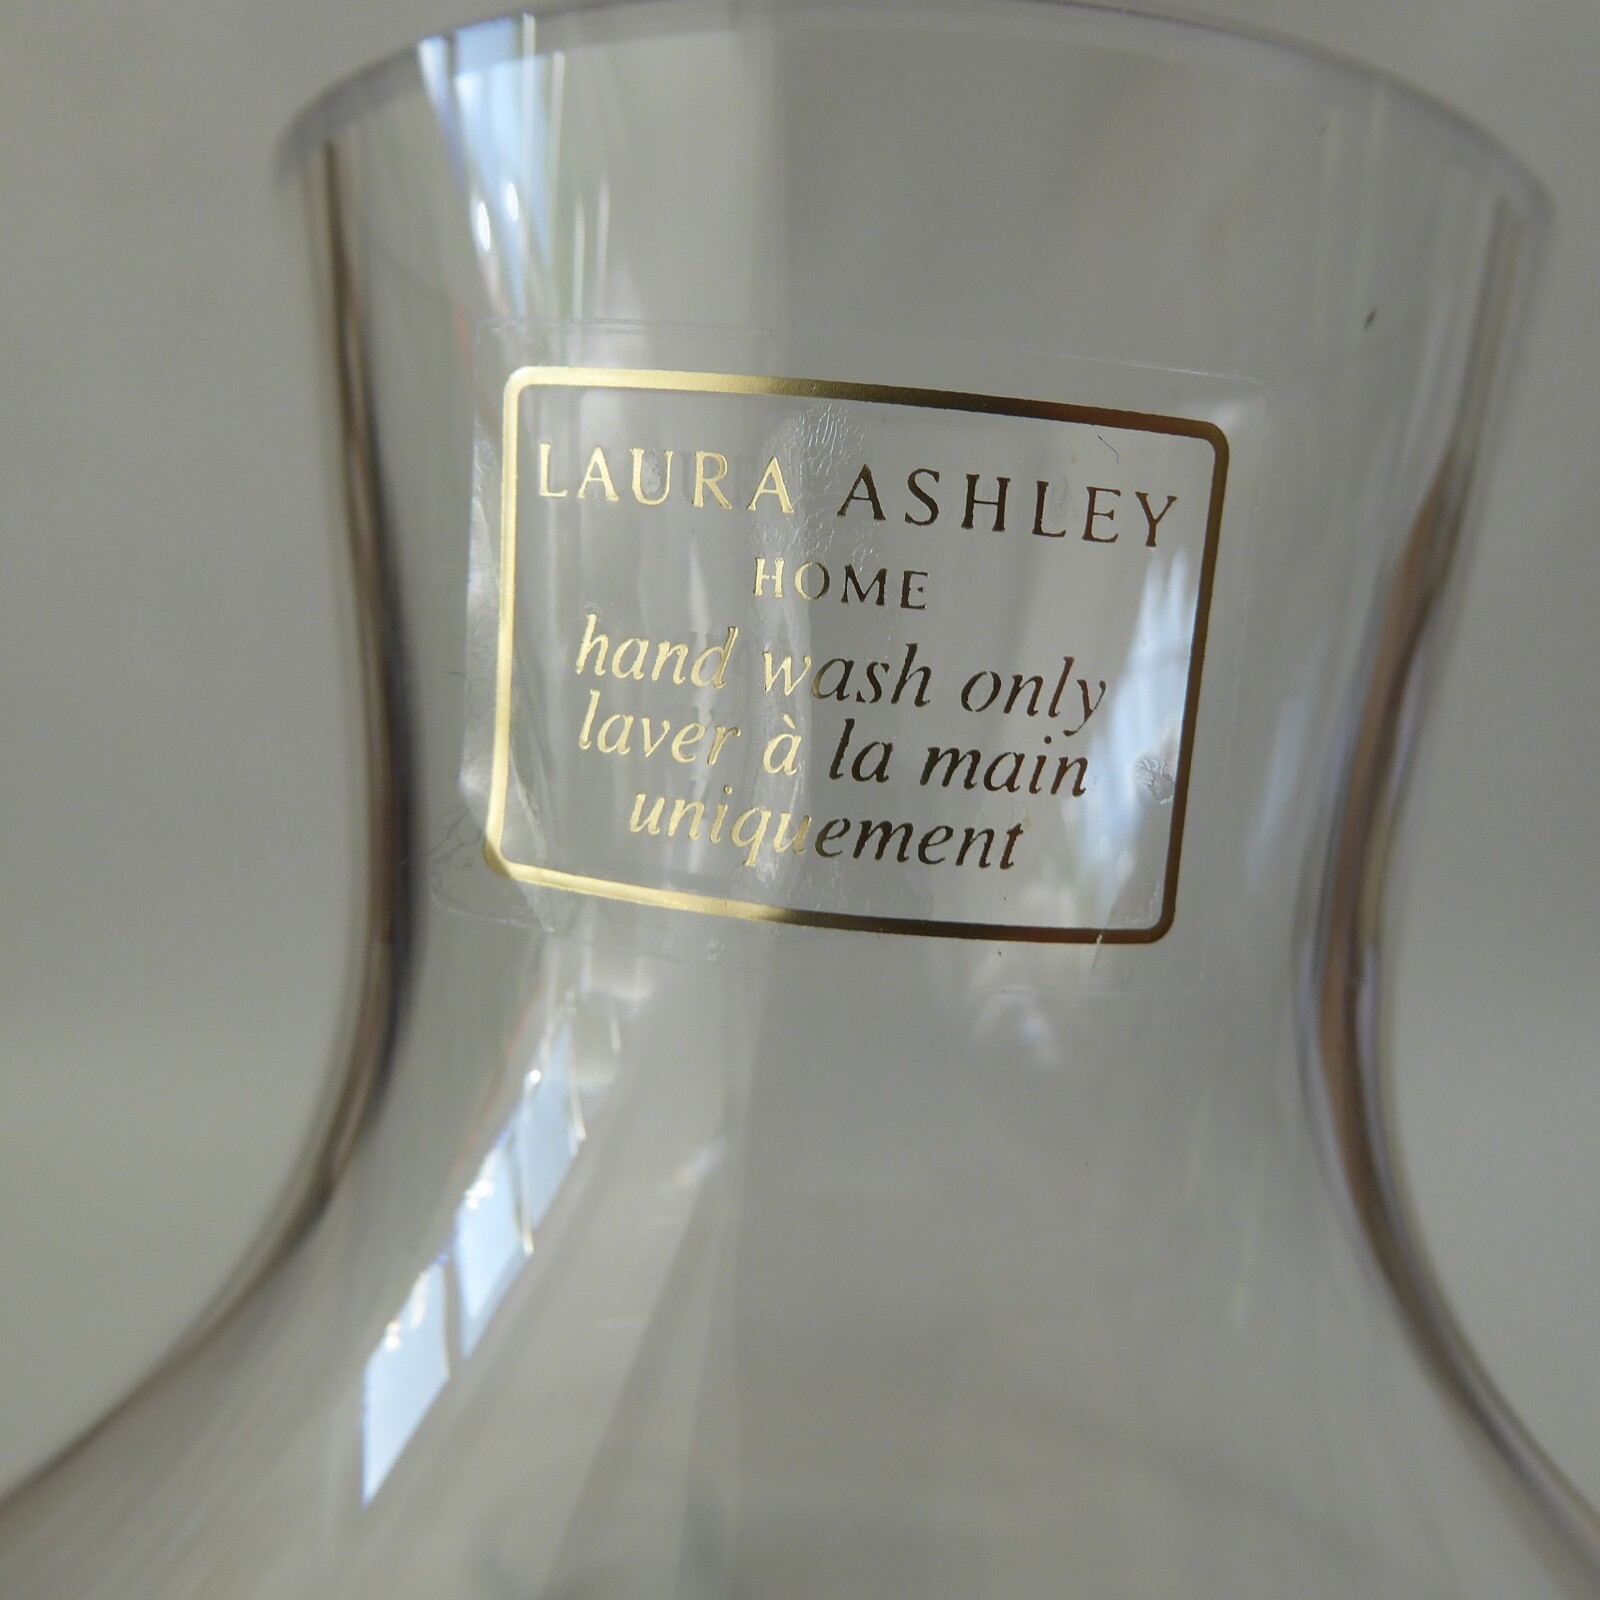 LAURA ASHLEY
HOME
hand wash only
laver à la main
uniquement